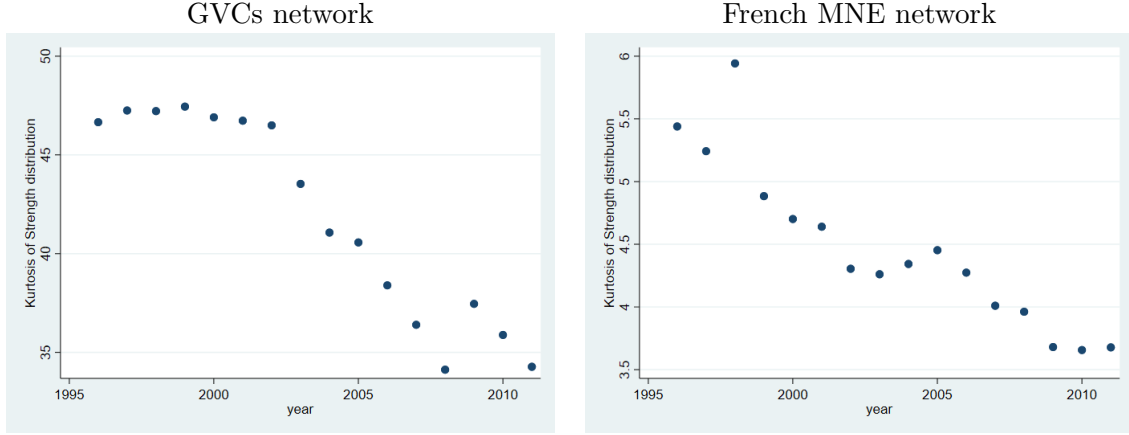 GVCs network
Kurtosis of Strength distribution
50
45
40
35
1995 2000 2005 2010
year
French MNE network
Kurtosis of Strength distribution
6
5.5
5
4.5
4
3.5
1995 2000 2005 2010
year